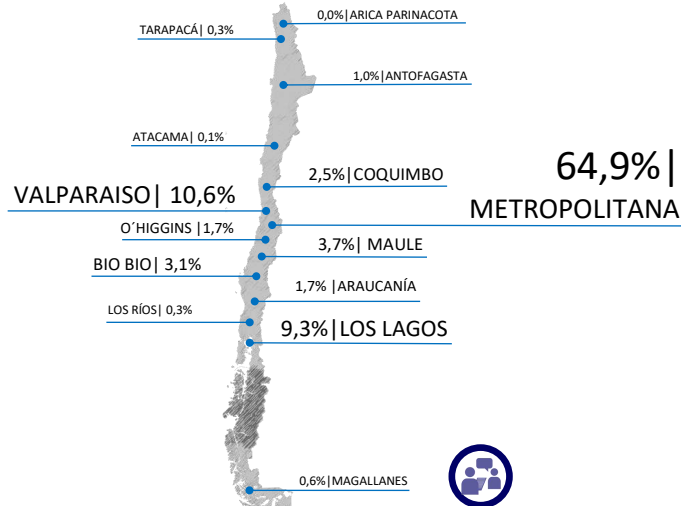 0,0%|ARICA PARINACOTA
TARAPACÁ| 0,3%
1,0%|ANTOFAGASTA
ATACAMA| 0,1%
64,9%|
METROPOLITANA
2,5%|COQUIMBO
VALPARAISO| 10,6%
O´HIGGINS |1,7%
3,7%| MAULE
BIO BIO| 3,1%
1,7% |ARAUCANÍA
LOS RÍOS| 0,3%
9,3%|LOS LAGOS
0,6%|MAGALLANES